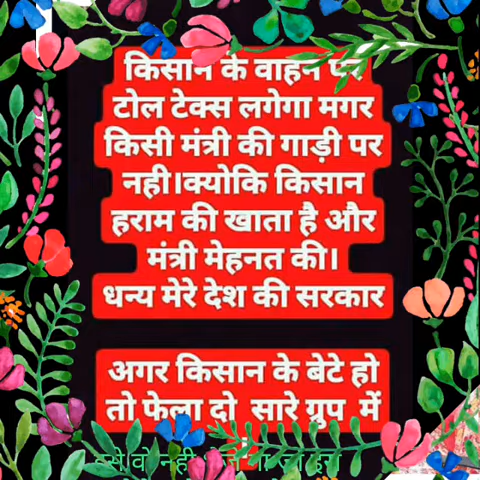 किसान के वाहन पर
टोल टेक्स लगेगा मगर
किसी मंत्री की गाड़ी पर
नही।क्योकि किसान
हराम की खाता है और
मंत्री मेहनत की।
धन्य मेरे देश की सरकार
अगर किसान के बेटे हो
तो फेला दो सारे ग्रुप में